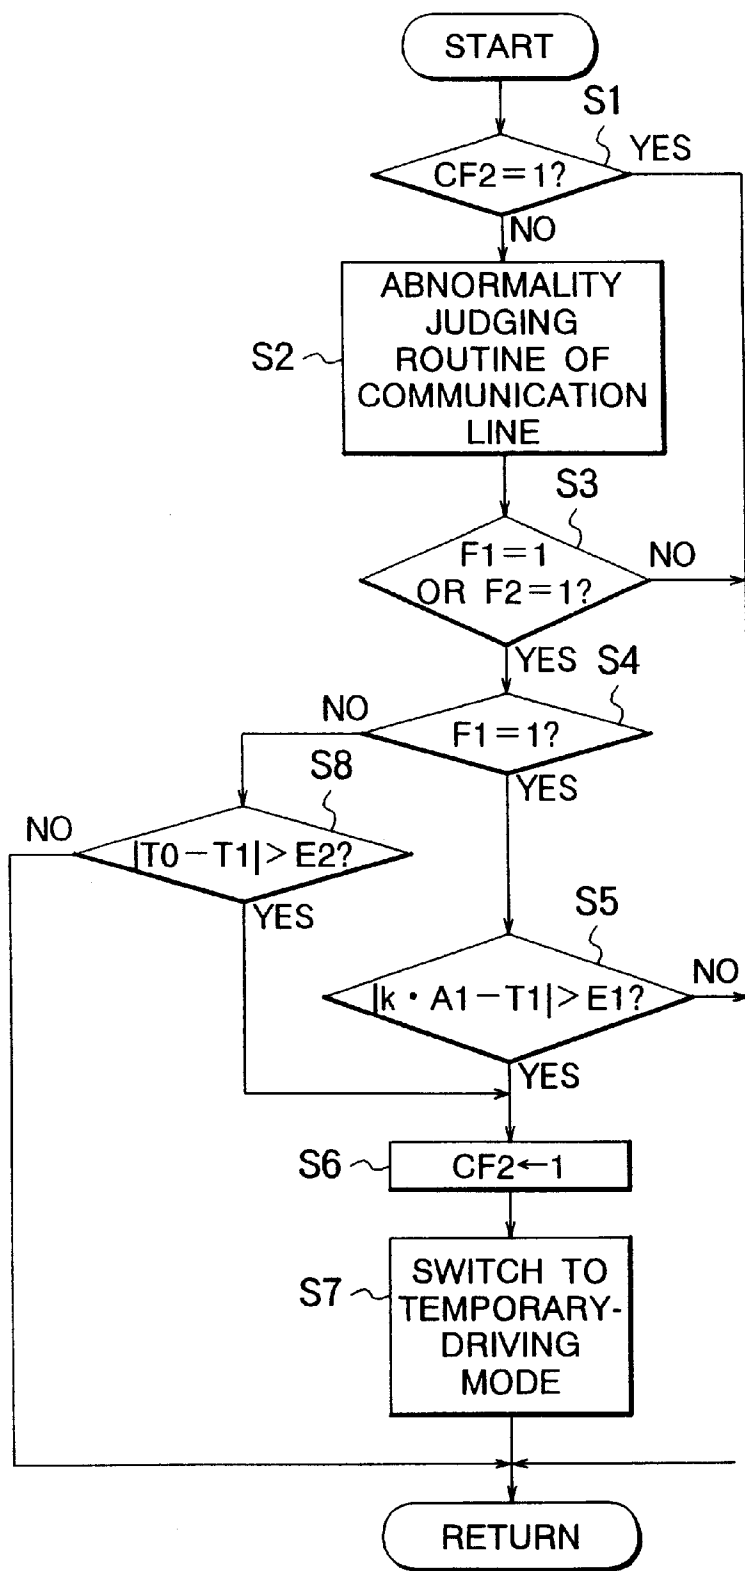 START
S1
YES
CF2=1?
NO
ABNORMALITY
JUDGING
ROUTINE OF
COMMUNICATION
LINE
S2
S3
F1=1
OR F2=1?
NO
YES
S4
NO
F1=1?
YES
S8
NO
|T0-T1|>E2?
YES
S5
|k・A1-T1|>E1?
NO
YES
S6
CF2←1
S7
SWITCH TO
TEMPORARY-
DRIVING
MODE
RETURN